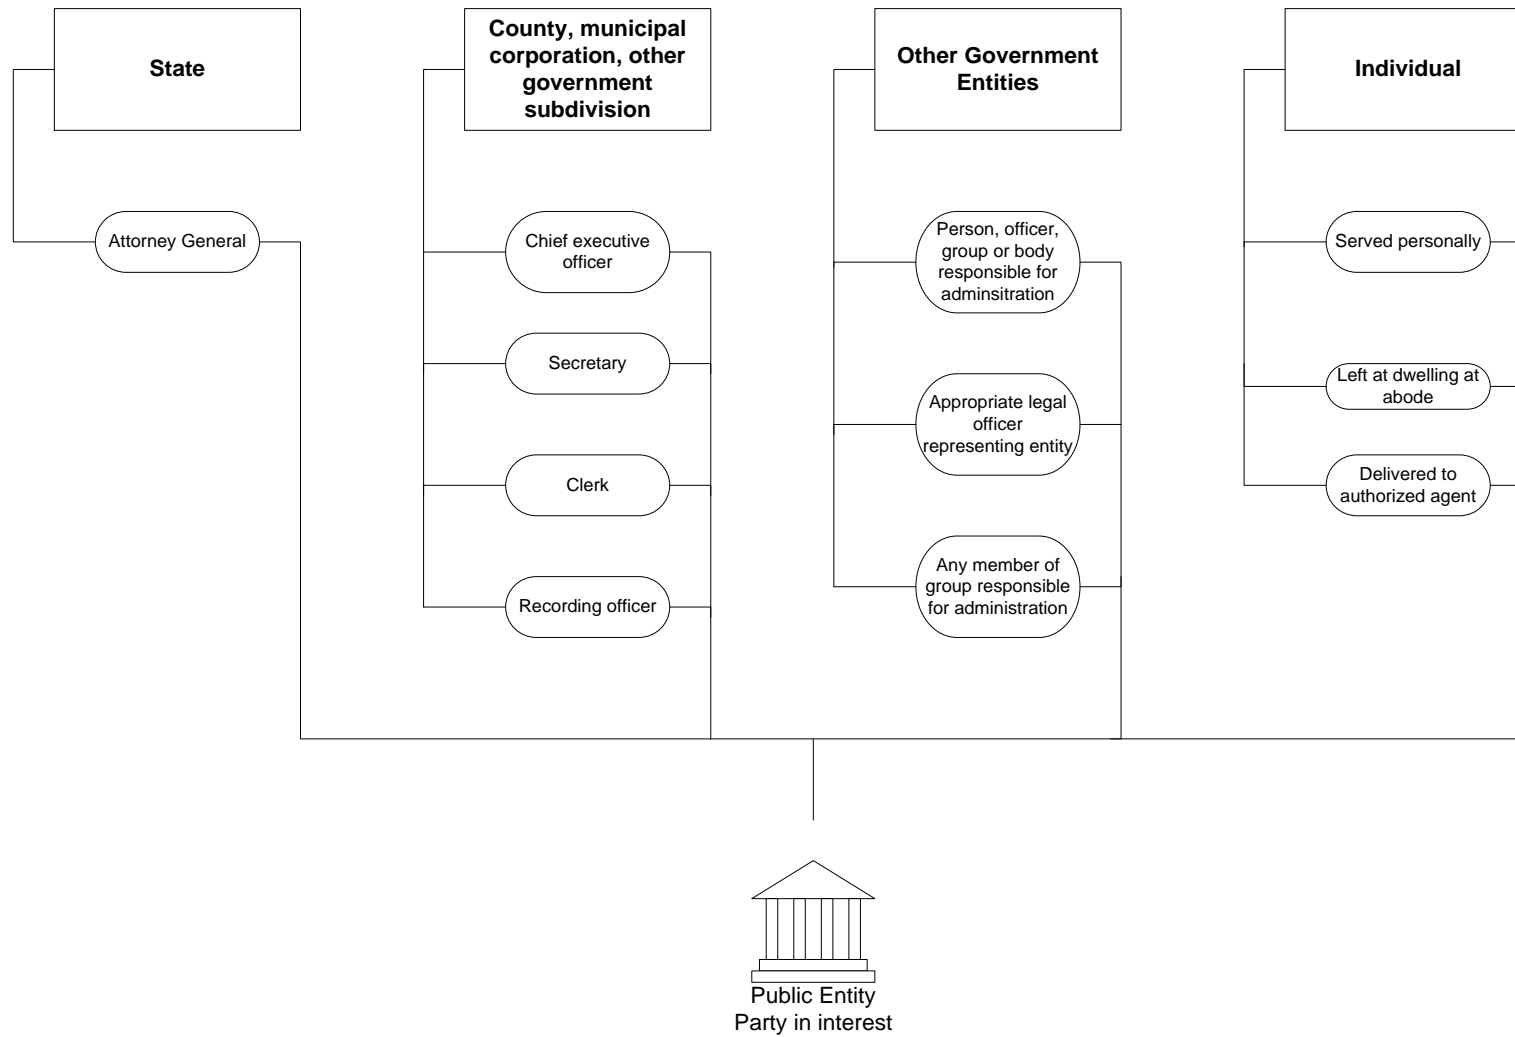 State
County, municipal
corporation, other
government
subdivision
Other Government
Entities
Individual
Attorney General
Chief executive
officer
Secretary
Clerk
Recording officer
Person, officer,
group or body
responsible for
adminsitration
Appropriate legal
officer
representing entity
Any member of
group responsible
for administration
Served personally
Left at dwelling at
abode
Delivered to
authorized agent
Public Entity
Party in interest